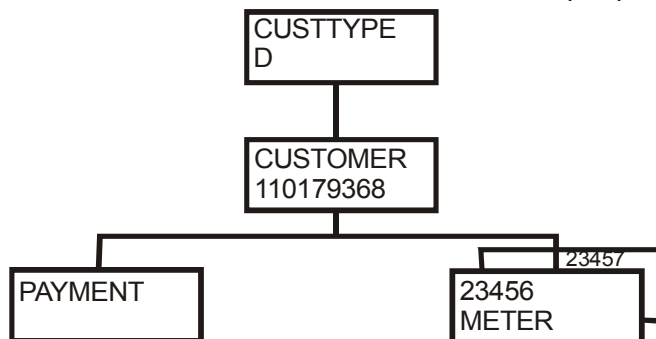 CUSTTYPE
D
CUSTOMER
110179368
23457
PAYMENT
23456
METER